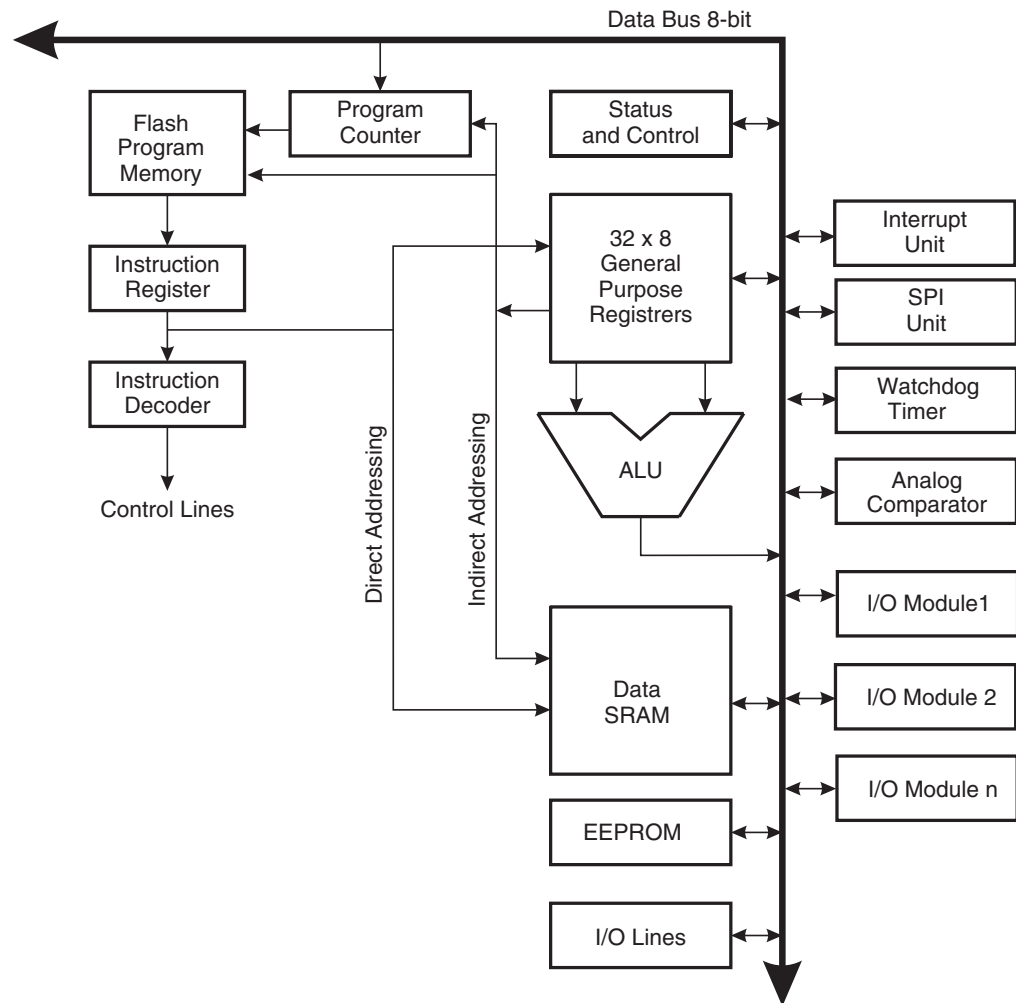 Data Bus 8-bit
Flash
Program
Memory
Program
Counter
Status
and Control
Instruction
Register
32 x 8
General
Purpose
Registrers
Interrupt
Unit
SPI
Unit
Instruction
Decoder
Watchdog
Timer
ALU
Analog
Comparator
Control Lines
Direct Addressing
Indirect Addressing
I/O Module1
Data
SRAM
I/O Module 2
I/O Module n
EEPROM
I/O Lines